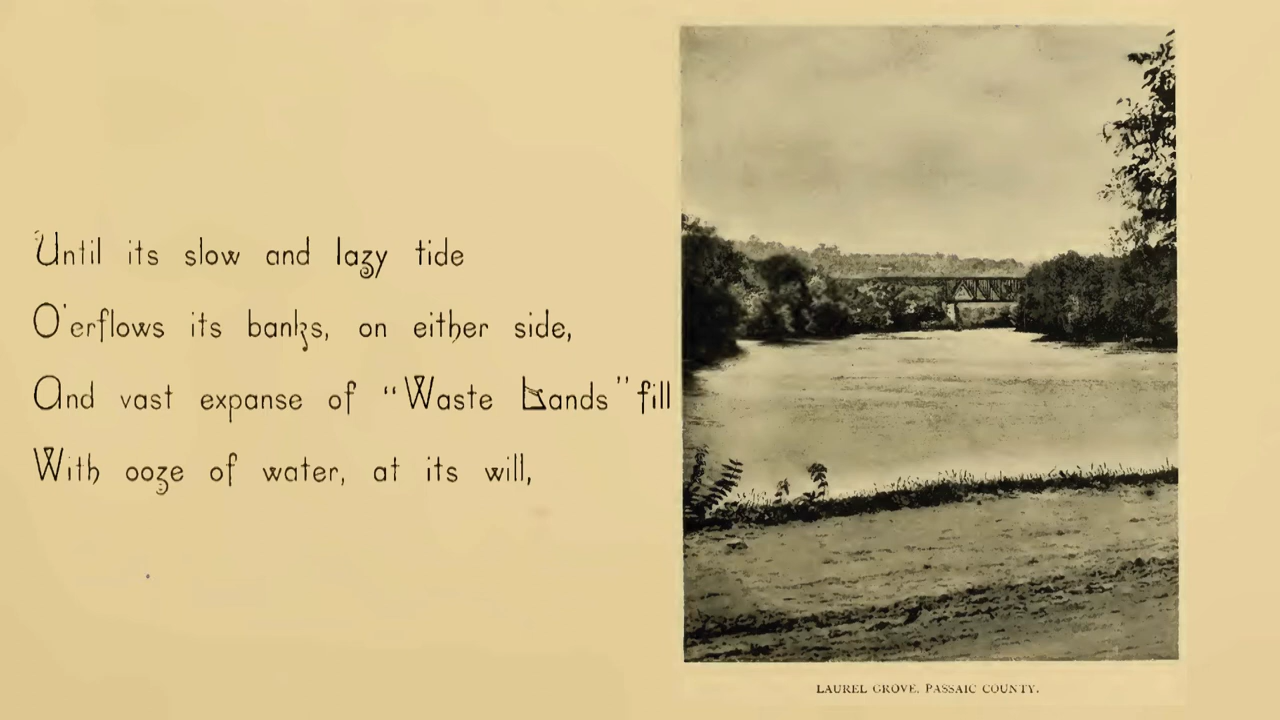 Until its slow and lazy tide
O'erflows its banks, on either side,
And vast expanse of “Waste Lands” fill
With ooze of water, at its will,
LAUREL GROVE, PASSAIC COUNTY.